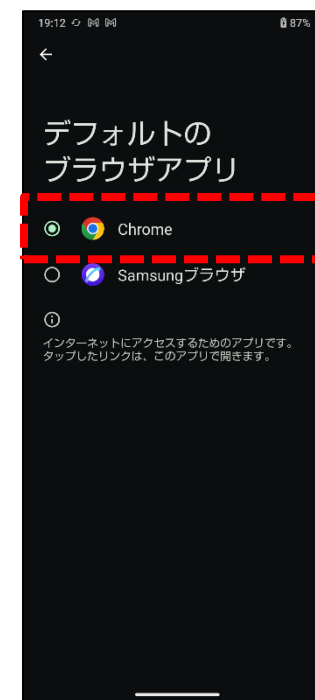 19:12 87%
デフォルトの
ブラウザアプリ
Chrome
Samsungブラウザ
インターネットにアクセスするためのアプリです。
タップしたリンクは、このアプリで開きます。